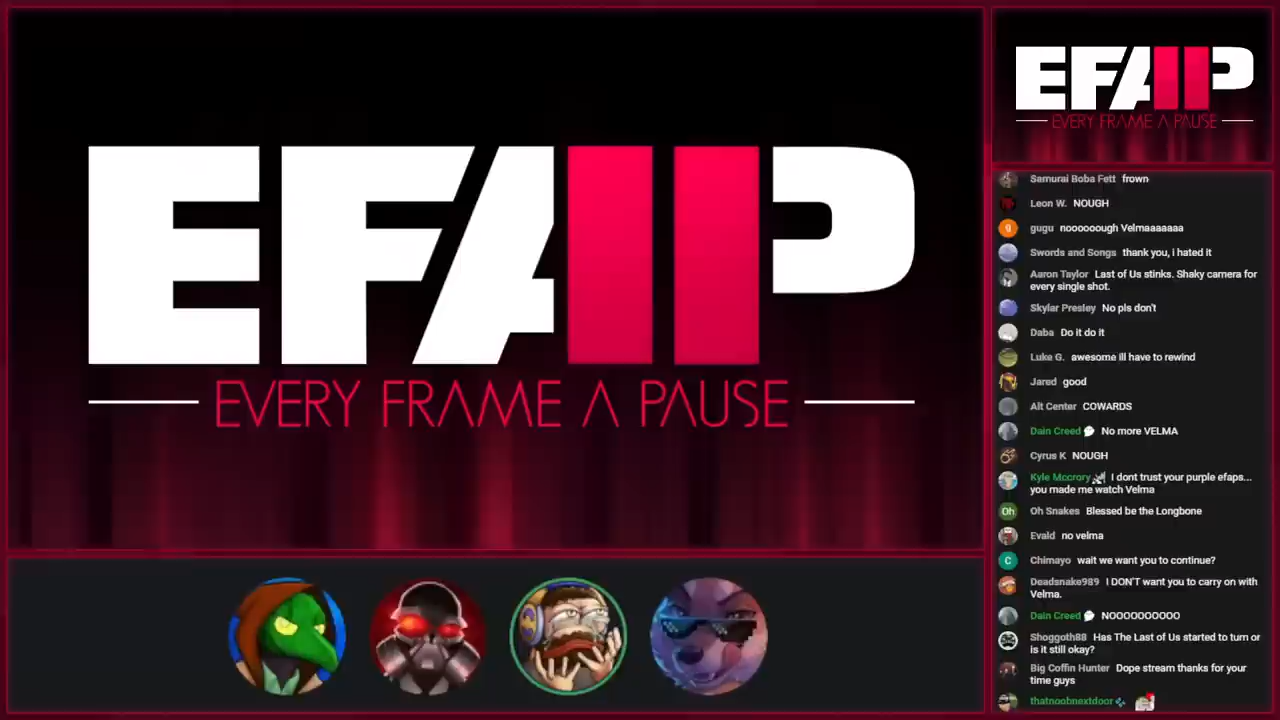 EFAP
EVERY FRAME A PAUSE
EFAP
EVERY FRAME A PAUSE
Samurai Boba Fett frown
Leon W. NOUGH
g
gugu nooooough Velmaaaaaaa
Swords and Songs thank you, i hated it
Aaron Taylor Last of Us stinks. Shaky camera for
every single shot.
Skylar Presley No pls don't
Daba Do it do it
Luke G. awesome ill have to rewind
Jared good
Alt Center COWARDS
Dain Creed No more VELMA
Cyrus K NOUGH
Kyle Mccrory I dont trust your purple efaps...
you made me watch Velma
Oh
Oh Snakes Blessed be the Longbone
Evald no velma
C
Chimayo wait we want you to continue?
Deadsnake989 I DON'T want you to carry on with
Velma.
Dain Creed NOOOOOOOOOO
Shoggoth88 Has The Last of Us started to turn or
is it still okay?
Big Coffin Hunter Dope stream thanks for your
time guys
thatnoobnextdoor